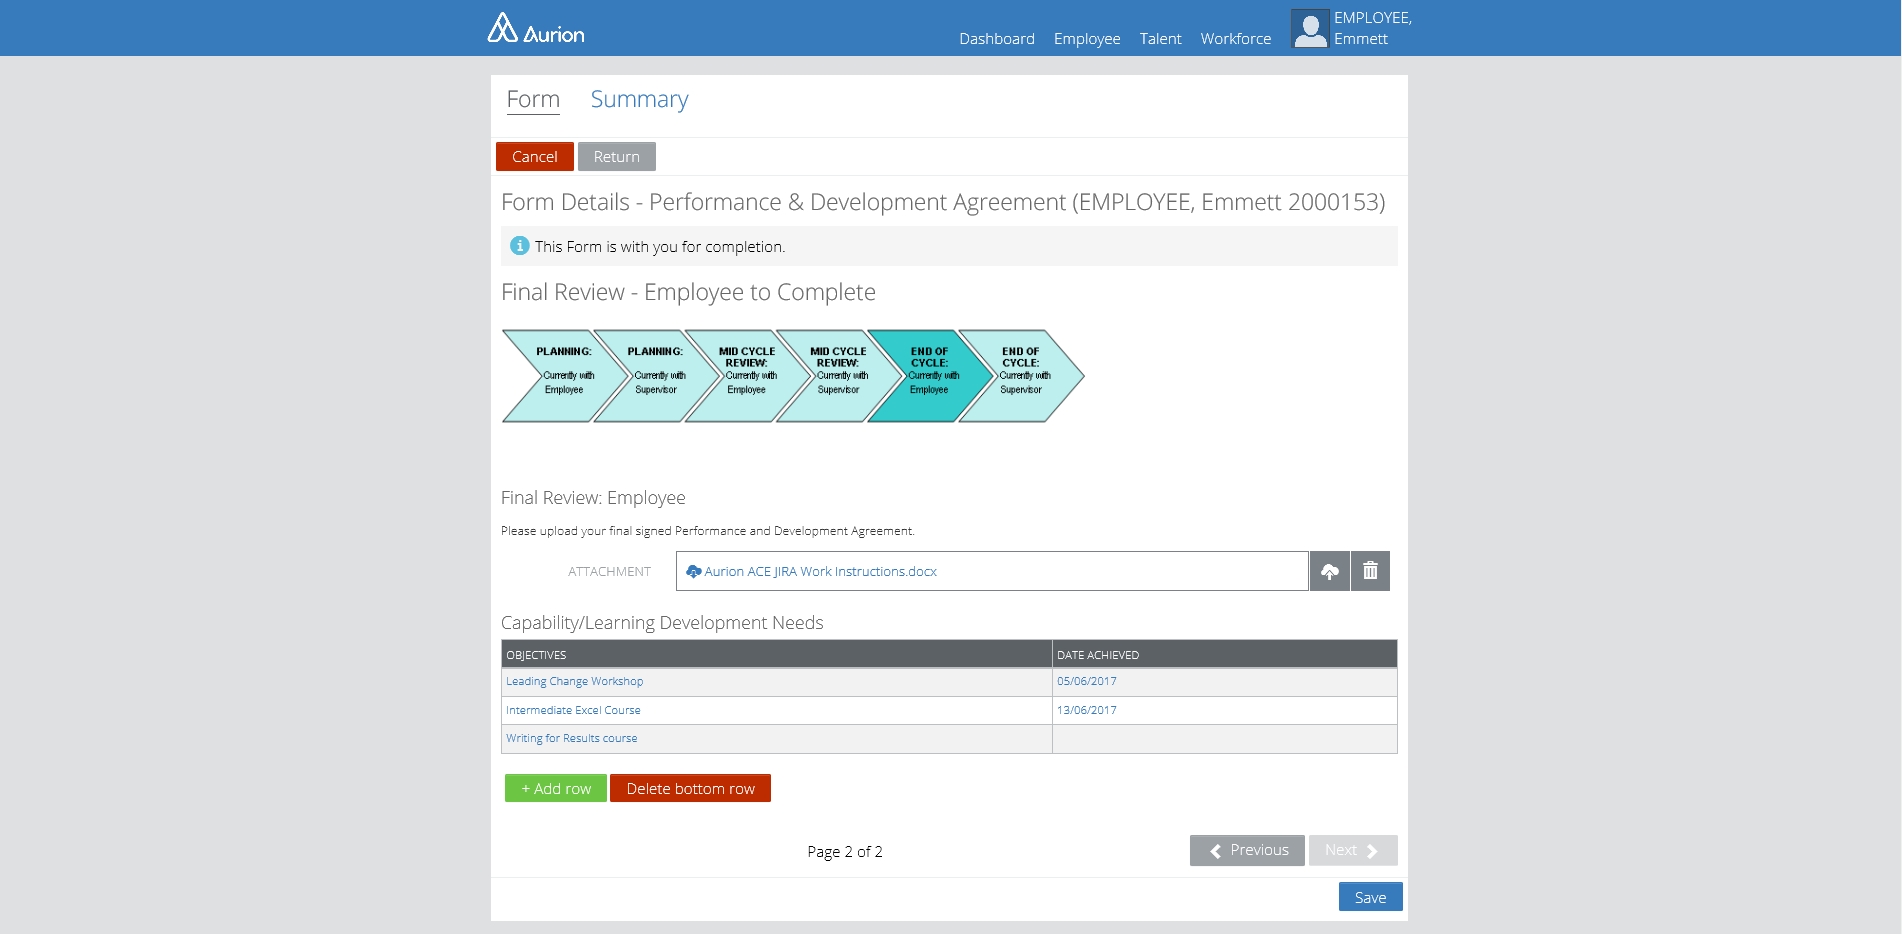 Aurion
Dashboard Employee Talent Workforce
EMPLOYEE,
Emmett
Form Summary
Cancel Return
Form Details - Performance & Development Agreement (EMPLOYEE, Emmett 2000153)
This Form is with you for completion.
Final Review - Employee to Complete
PLANNING:
Currently with
Employee
PLANNING:
Currently with
Supervisor
MID CYCLE
REVIEW:
Currently with
Employee
MID CYCLE
REVIEW:
Currently with
Supervisor
END OF
CYCLE:
Currently with
Employee
END OF
CYCLE:
Currently with
Supervisor
Final Review: Employee
Please upload your final signed Performance and Development Agreement.
ATTACHMENT Aurion ACE JIRA Work Instructions.docx
Capability/Learning Development Needs
OBJECTIVES DATE ACHIEVED
Leading Change Workshop 05/06/2017
Intermediate Excel Course 13/06/2017
Writing for Results course
+ Add row Delete bottom row
Page 2 of 2 Previous Next
Save